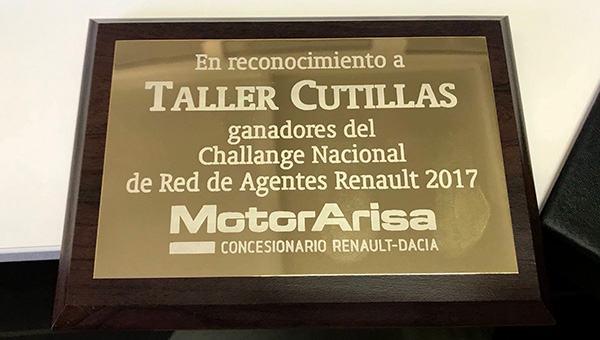 En reconocimiento a
TALLER CUTILLAS
ganadores del
Challange Nacional
de Red de Agentes Renault 2017
MotorArisa
CONCESIONARIO RENAULT-DACIA